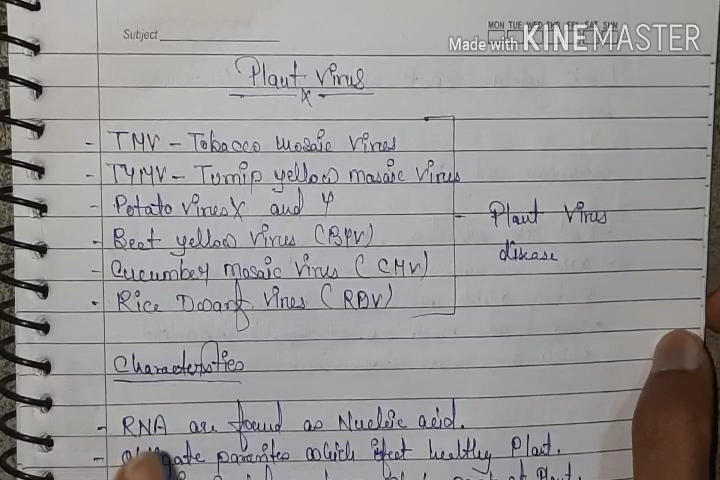 MON TUE WED THU FRI SAT SUN
Subject
Made with KINEMASTER
Plant Virus
- TMV - Tobacco mosaic virus
- TYMV - Turnip yellow mosaic virus
- Potato virus X and Y
- Beet yellow virus (BYV)
- Cucumber mosaic virus (CMV)
- Rice Dwarf virus (RDV)
- Plant virus
disease
Characteristics
- RNA are found as Nucleic acid.
- parasites which ifect healthy Plant.
Plant.